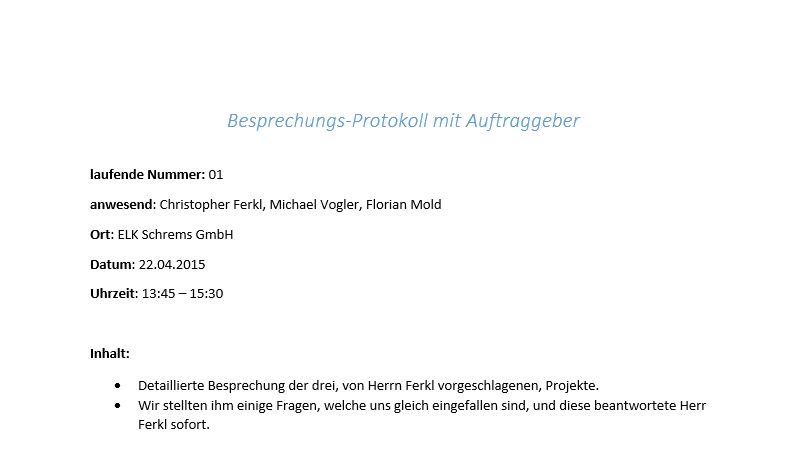 Besprechungs-Protokoll mit Auftraggeber
laufende Nummer: 01
anwesend: Christopher Ferkl, Michael Vogler, Florian Mold
Ort: ELK Schrems GmbH
Datum: 22.04.2015
Uhrzeit: 13:45 – 15:30
Inhalt:
• Detaillierte Besprechung der drei, von Herrn Ferkl vorgeschlagenen, Projekte.
• Wir stellten ihm einige Fragen, welche uns gleich eingefallen sind, und diese beantwortete Herr
Ferkl sofort.